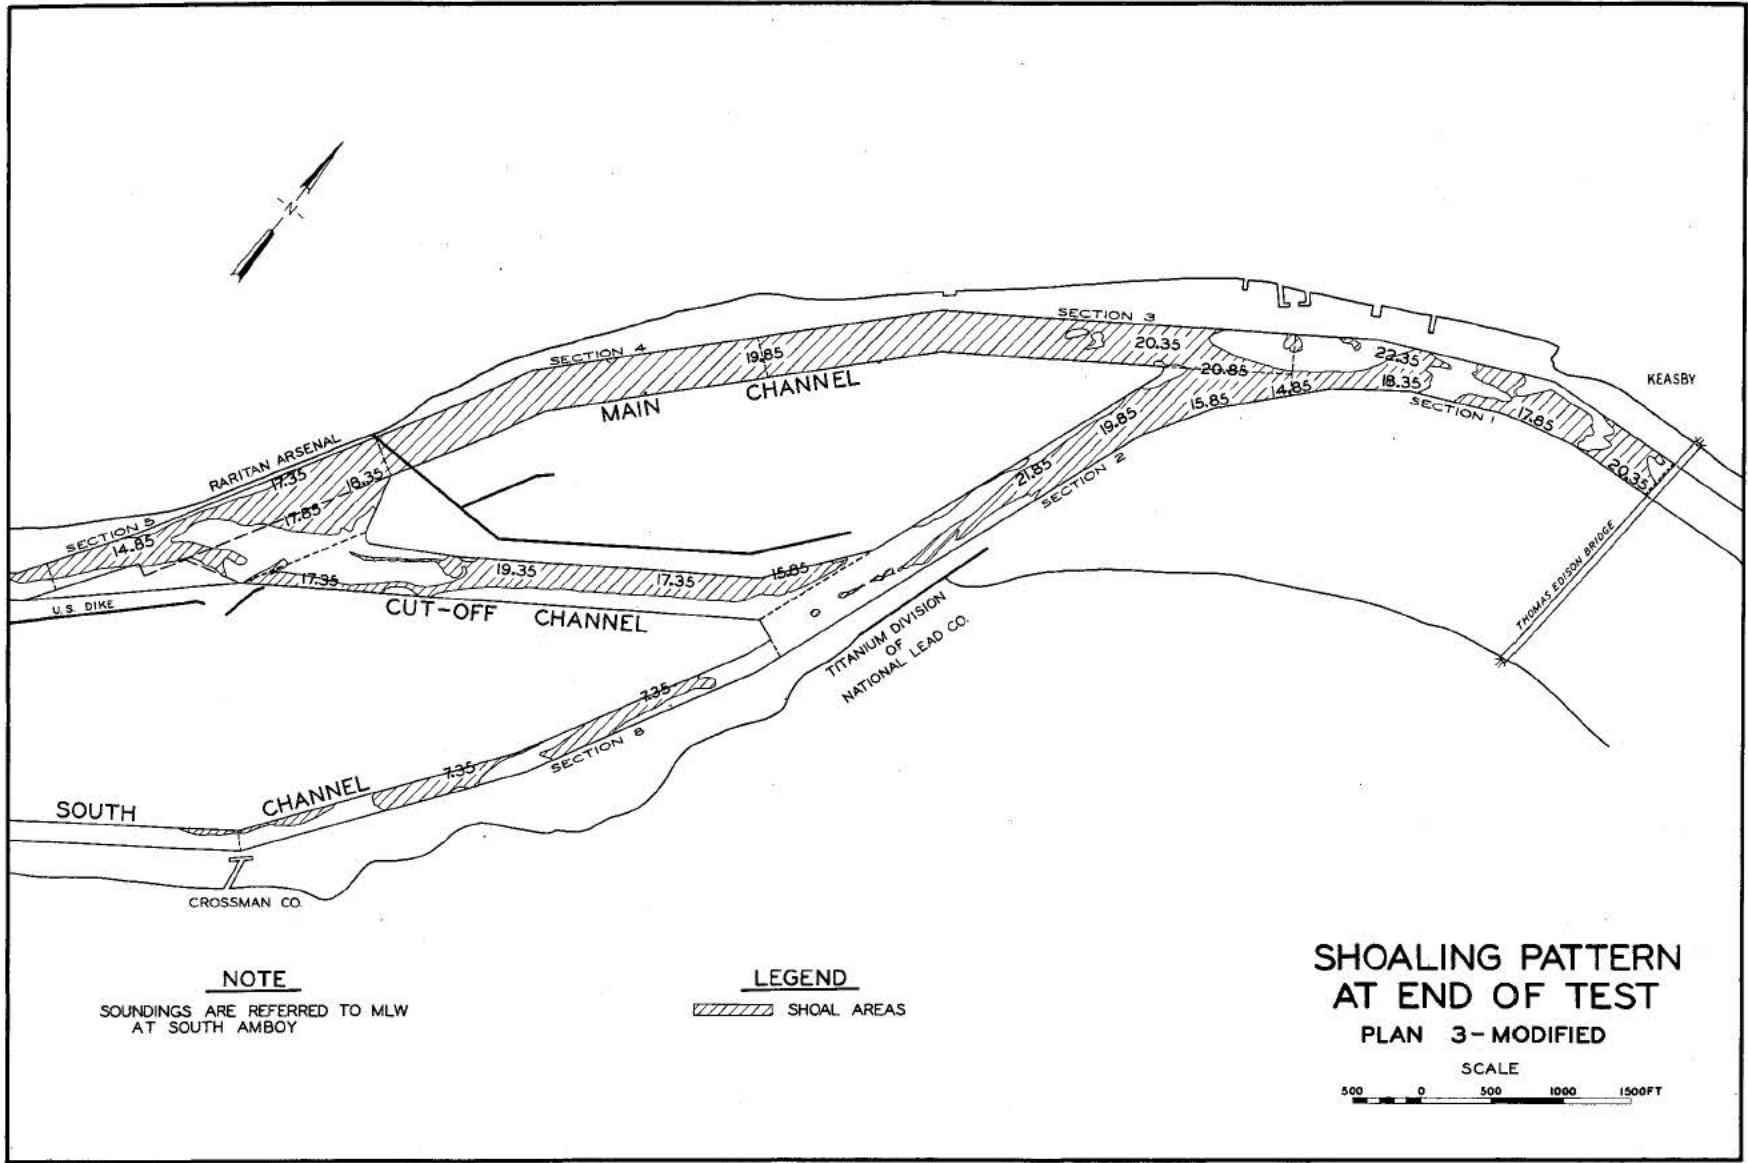 N
SECTION 3
20.35
22.35
KEASBY
SECTION 4
19.85
20.85
14.85
18.35
MAIN CHANNEL
15.85
SECTION 1
17.85
RARITAN ARSENAL
19.85
17.35
18.35
21.85
20.35
SECTION 2
17.85
SECTION 5
14.85
THOMAS EDISON BRIDGE
17.35
19.35
17.35
15.85
U.S. DIKE
CUT-OFF CHANNEL
TITANIUM DIVISION
OF
NATIONAL LEAD CO.
7.35
SECTION 8
7.35
SOUTH CHANNEL
CROSSMAN CO.
NOTE
SOUNDINGS ARE REFERRED TO MLW
AT SOUTH AMBOY
LEGEND
SHOAL AREAS
SHOALING PATTERN
AT END OF TEST
PLAN 3-MODIFIED
SCALE
500 0 500 1000 1500FT